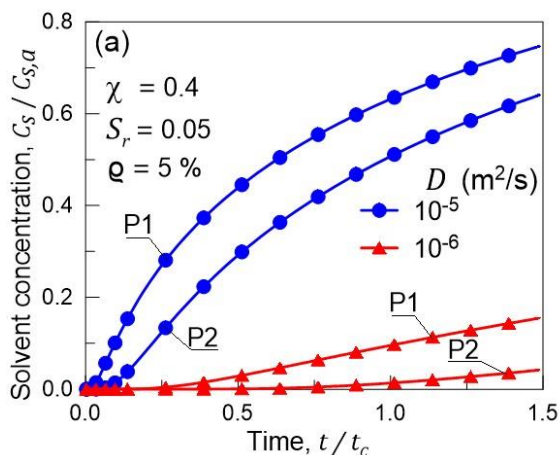 (a)
χ = 0.4
S_r = 0.05
ϱ = 5 %
D (m²/s)
10⁻⁵
10⁻⁶
P1
P2
P1
P2
Solvent concentration, C_S / C_{S,a}
0.8
0.6
0.4
0.2
0.0
0.0 0.5 1.0 1.5
Time, t / t_c